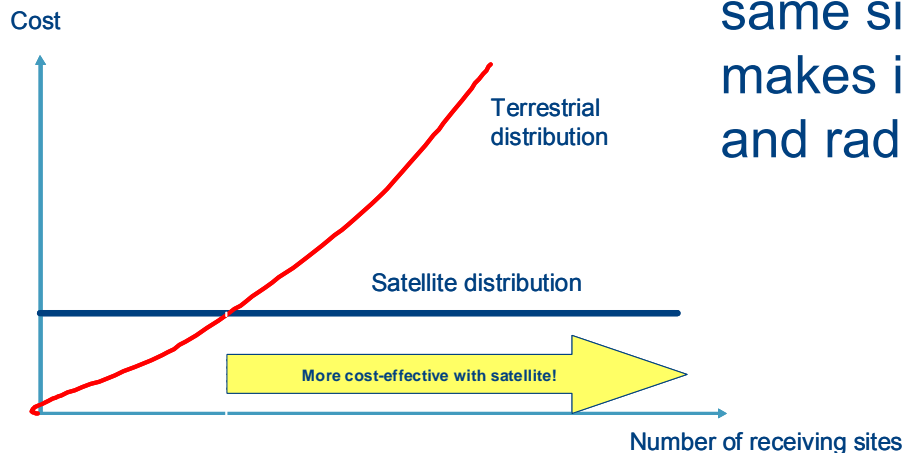 Cost
same si
makes i
and rad
Terrestrial
distribution
Satellite distribution
More cost-effective with satellite!
Number of receiving sites